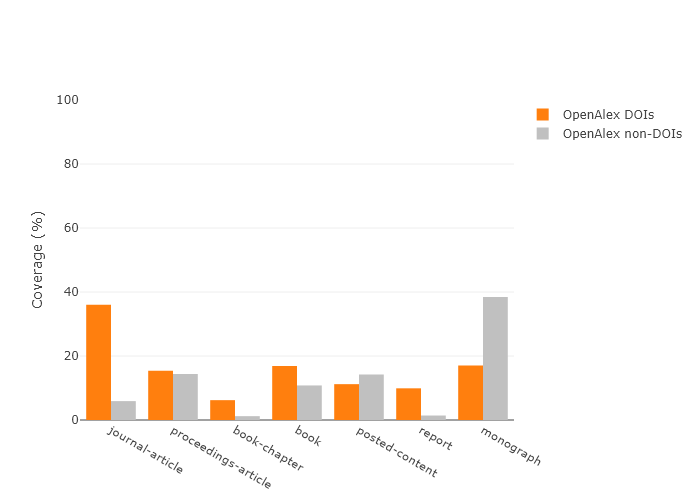 100
80
60
40
20
0
Coverage (%)
OpenAlex DOIs
OpenAlex non-DOIs
journal-article
proceedings-article
book-chapter
book
posted-content
report
monograph